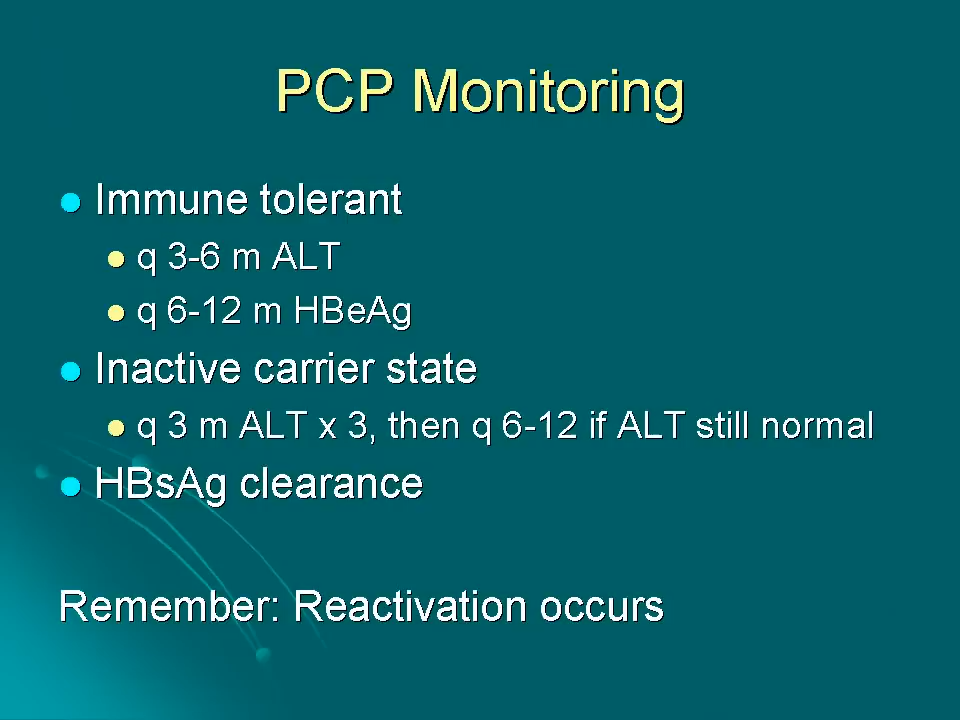 PCP Monitoring
Immune tolerant
q 3-6 m ALT
q 6-12 m HBeAg
Inactive carrier state
q 3 m ALT x 3, then q 6-12 if ALT still normal
HBsAg clearance
Remember: Reactivation occurs